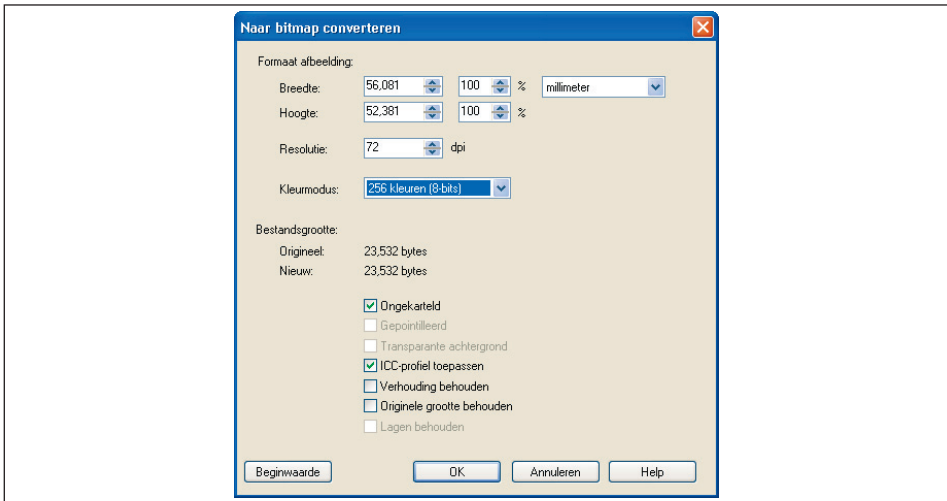 Naar bitmap converteren
Formaat afbeelding:
Breedte: 56,081 100 % millimeter
Hoogte: 52,381 100 %
Resolutie: 72 dpi
Kleurmodus: 256 kleuren (8-bits)
Bestandsgrootte:
Origineel: 23,532 bytes
Nieuw: 23,532 bytes
Ongekarteld
Gepointilleerd
Transparante achtergrond
ICC-profiel toepassen
Verhouding behouden
Originele grootte behouden
Lagen behouden
Beginwaarde OK Annuleren Help